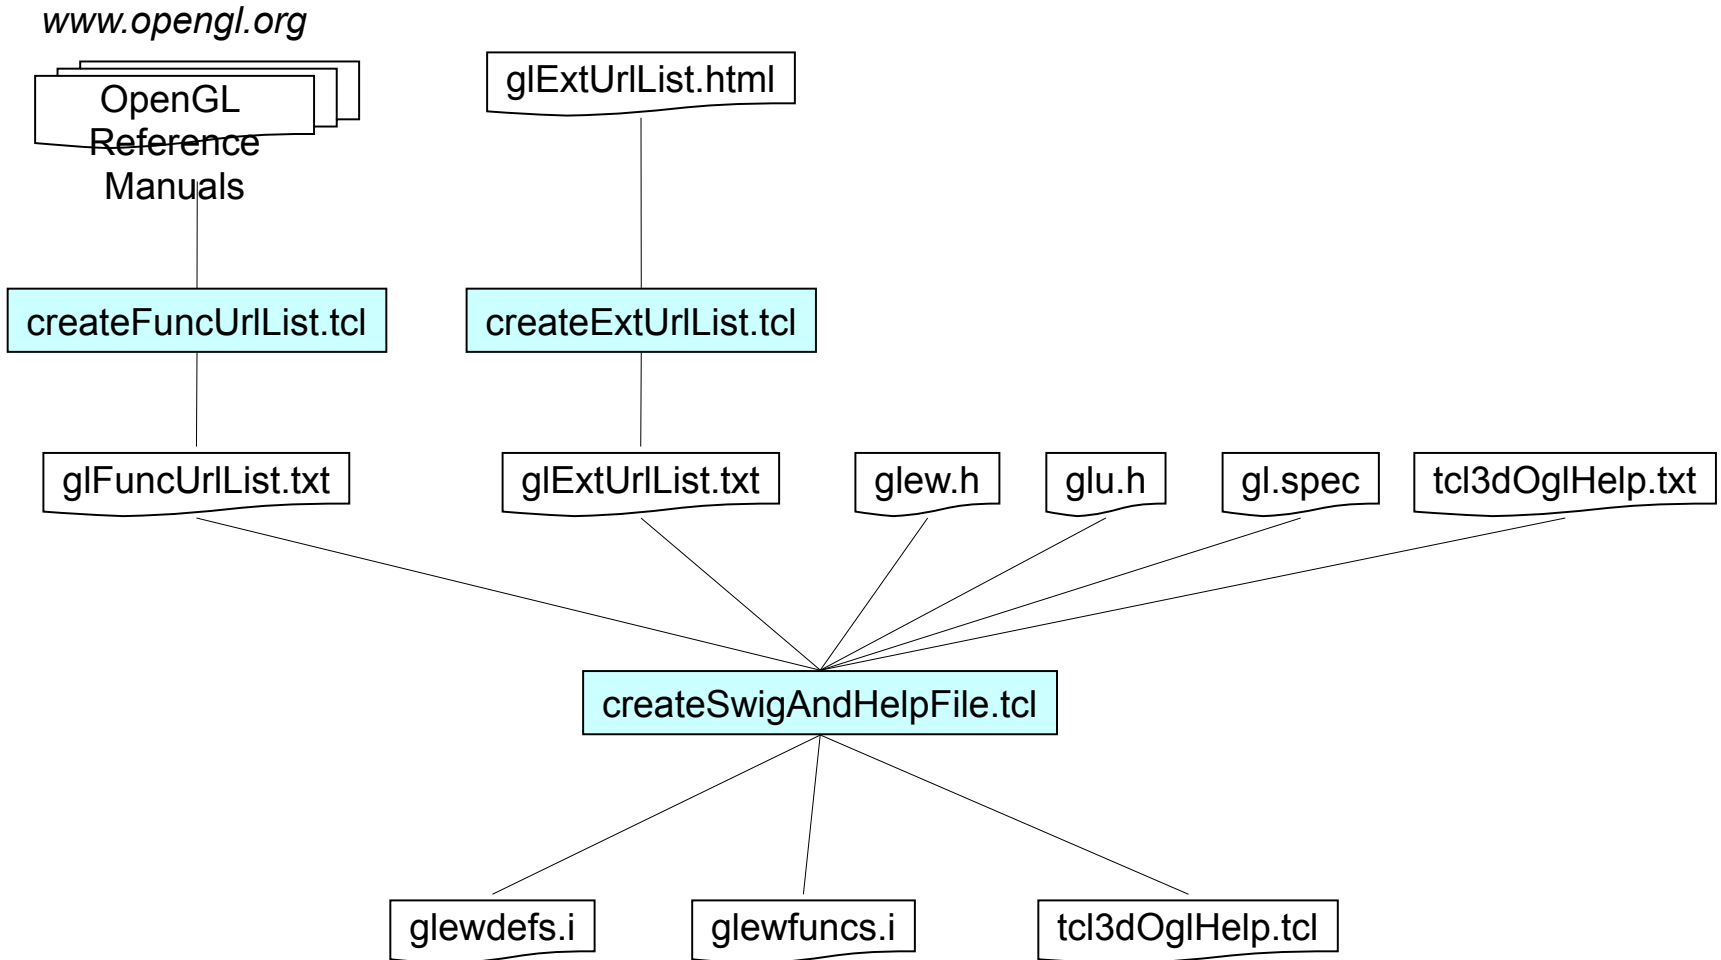 www.opengl.org
OpenGL
Reference
Manuals
glExtUrlList.html
createFuncUrlList.tcl
createExtUrlList.tcl
glFuncUrlList.txt
glExtUrlList.txt
glew.h
glu.h
gl.spec
tcl3dOglHelp.txt
createSwigAndHelpFile.tcl
glewdefs.i
glewfuncs.i
tcl3dOglHelp.tcl